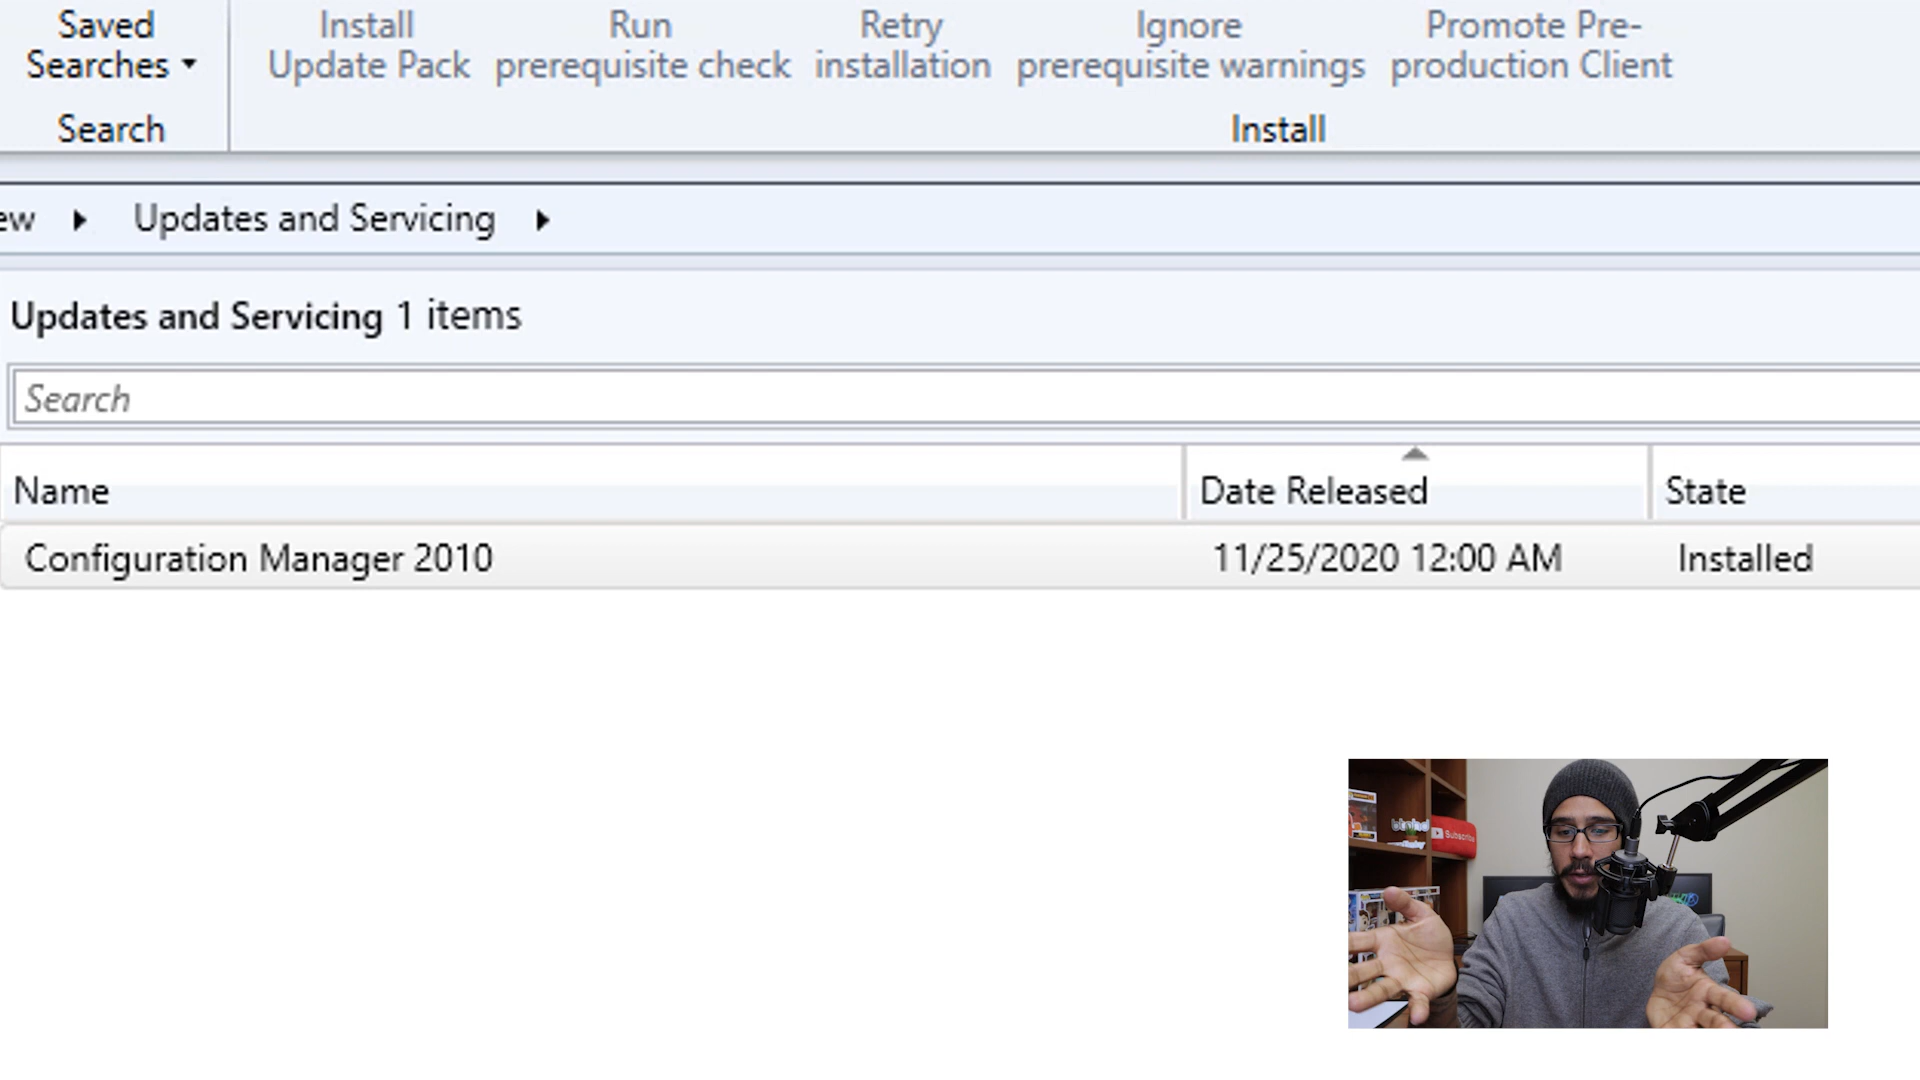 Saved
Searches
Search
Install
Update Pack
Run
prerequisite check
Retry
installation
Ignore
prerequisite warnings
Promote Pre-
production Client
Install
ew
Updates and Servicing
Updates and Servicing 1 items
Search
Name
Date Released
State
Configuration Manager 2010
11/25/2020 12:00 AM
Installed
Subscribe